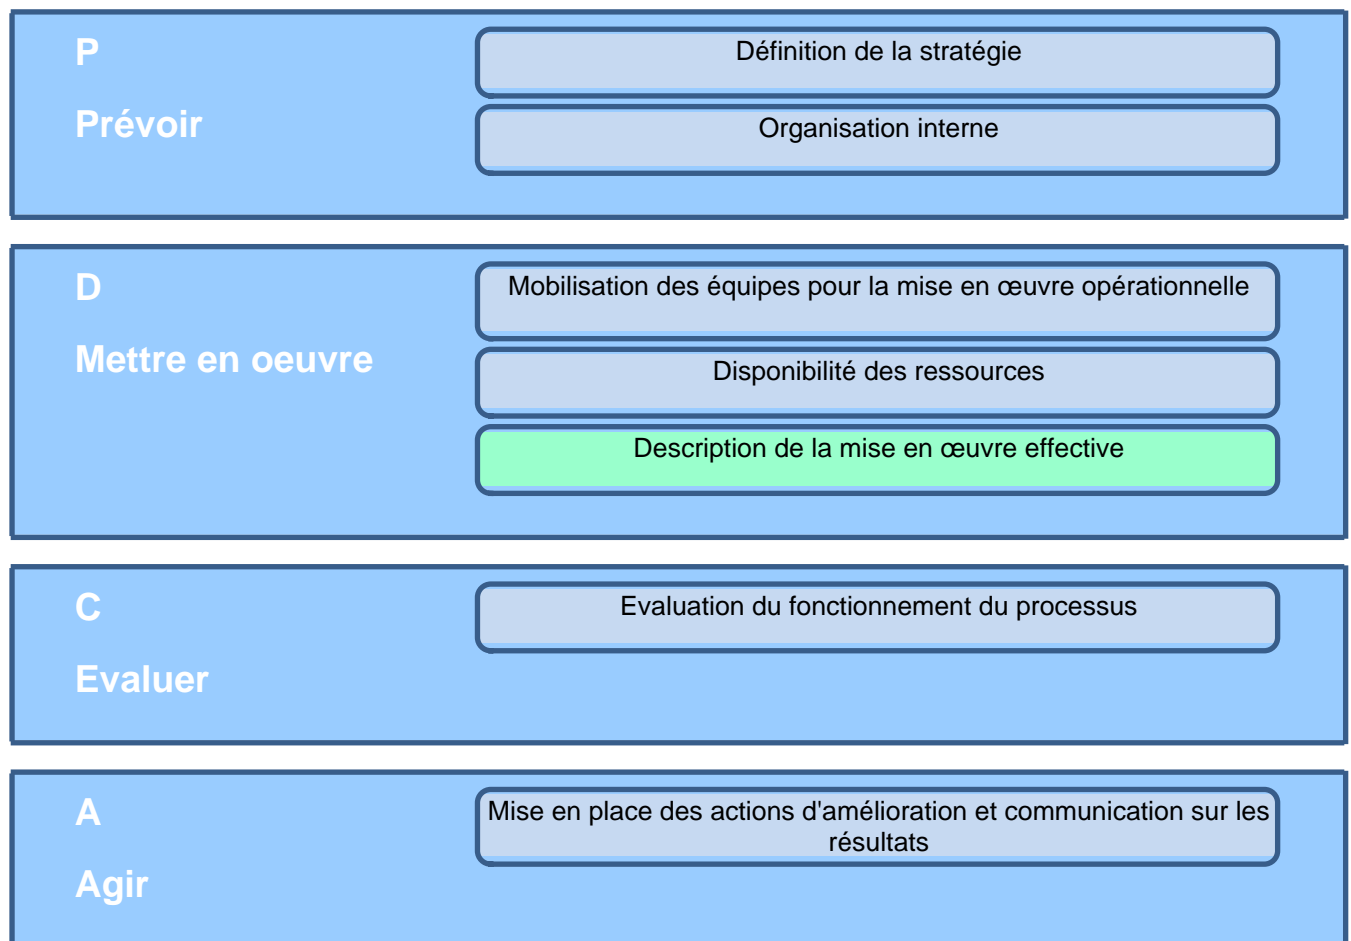 P
Prévoir
Définition de la stratégie
Organisation interne
D
Mettre en oeuvre
Mobilisation des équipes pour la mise en œuvre opérationnelle
Disponibilité des ressources
Description de la mise en œuvre effective
C
Evaluer
Evaluation du fonctionnement du processus
A
Agir
Mise en place des actions d'amélioration et communication sur les
résultats